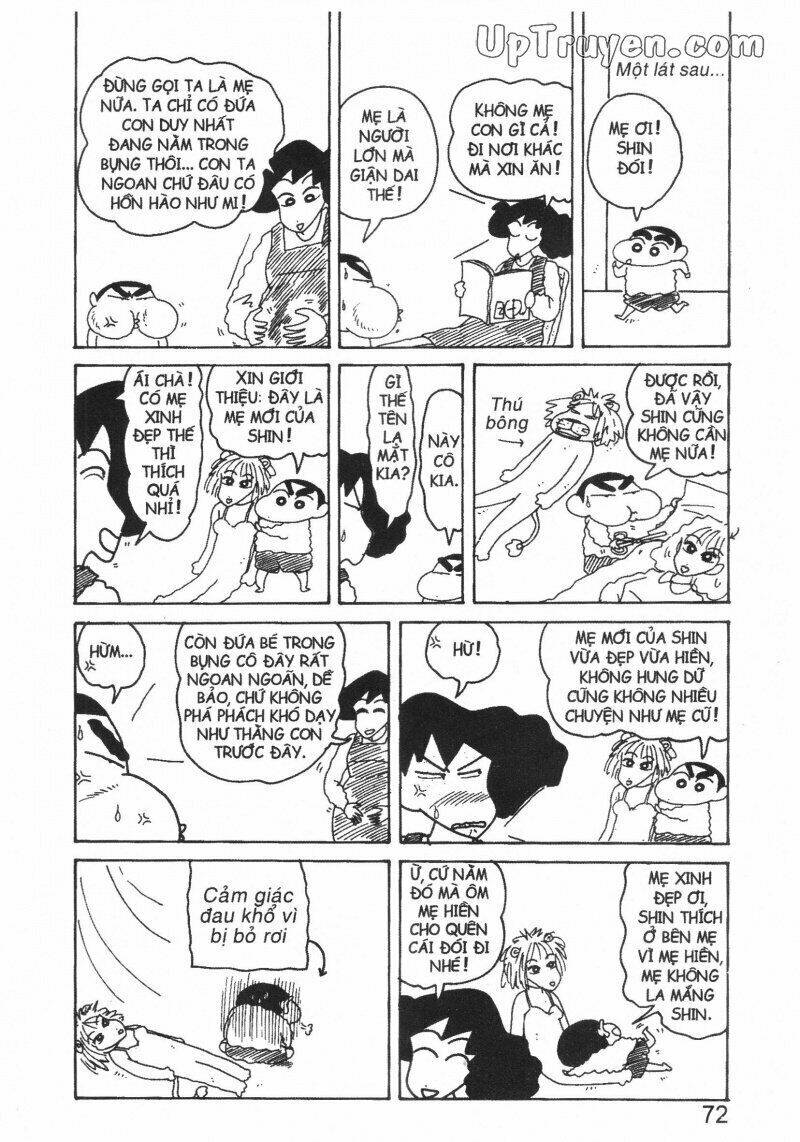 UpTruyen.com
Một lát sau...
MẸ ƠI!
SHIN
ĐÓI!
KHÔNG MẸ
CON GÌ CẢ!
ĐI NƠI KHÁC
MÀ XIN ĂN!
MẸ LÀ
NGƯỜI
LỚN MÀ
GIẬN DAI
THẾ!
ĐỪNG GỌI TA LÀ MẸ
NỮA. TA CHỈ CÓ ĐỨA
CON DUY NHẤT
ĐANG NẰM TRONG
BỤNG THÔI... CON TA
NGOAN CHỨ ĐÂU CÓ
HỖN HÀO NHƯ MI!
ĐƯỢC RỒI,
ĐÃ VẬY
SHIN CŨNG
KHÔNG CẦN
MẸ NỮA!
Thú
bông
NÀY
CÔ
KIA.
GÌ
THẾ
TÊN
LẠ
MẶT
KIA?
XIN GIỚI
THIỆU: ĐÂY LÀ
MẸ MỚI CỦA
SHIN!
ÁI CHÀ!
CÓ MẸ
XINH
ĐẸP THẾ
THÌ
THÍCH
QUÁ
NHỈ!
MẸ MỚI CỦA SHIN
VỪA ĐẸP VỪA HIỀN,
KHÔNG HUNG DỮ
CŨNG KHÔNG NHIỀU
CHUYỆN NHƯ MẸ CŨ!
HỪ!
CÒN ĐỨA BÉ TRONG
BỤNG CÔ ĐÂY RẤT
NGOAN NGOÃN, DỄ
BẢO, CHỨ KHÔNG
PHÁ PHÁCH KHÓ DẠY
NHƯ THẰNG CON
TRƯỚC ĐÂY.
HỪM...
MẸ XINH
ĐẸP ƠI,
SHIN THÍCH
Ở BÊN MẸ
VÌ MẸ HIỀN,
MẸ KHÔNG
LA MẮNG
SHIN.
Ừ, CỨ NẰM
ĐÓ MÀ ÔM
MẸ HIỀN
CHO QUÊN
CÁI ĐÓI ĐI
NHÉ!
Cảm giác
đau khổ vì
bị bỏ rơi
72